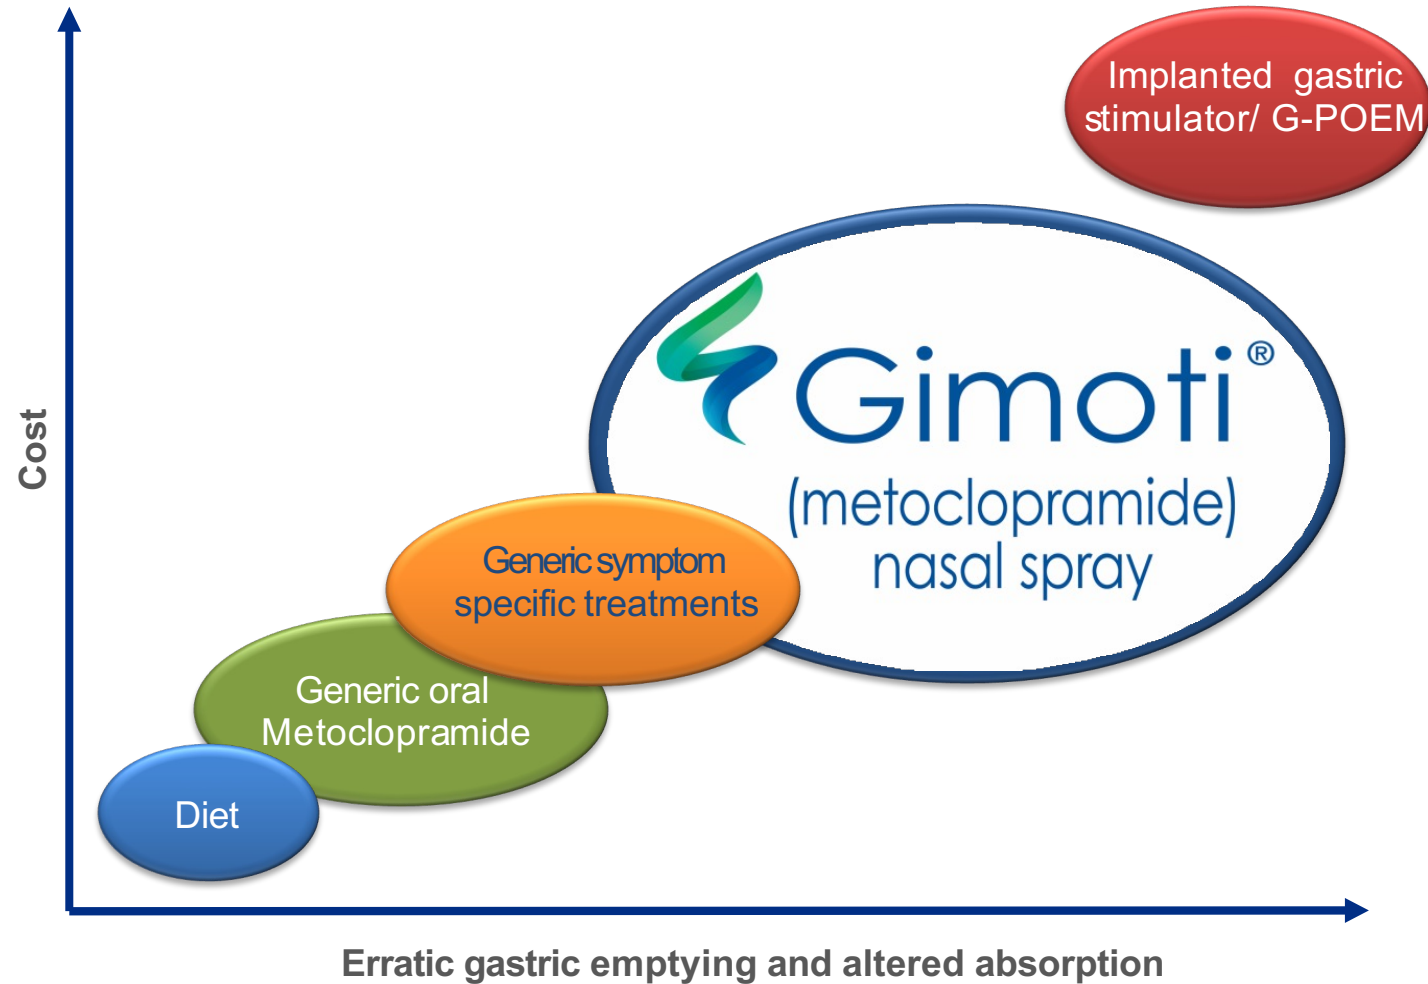 Implanted gastric
stimulator/ G-POEM
Gimoti®
(metoclopramide)
nasal spray
Generic symptom
specific treatments
Generic oral
Metoclopramide
Diet
Cost
Erratic gastric emptying and altered absorption